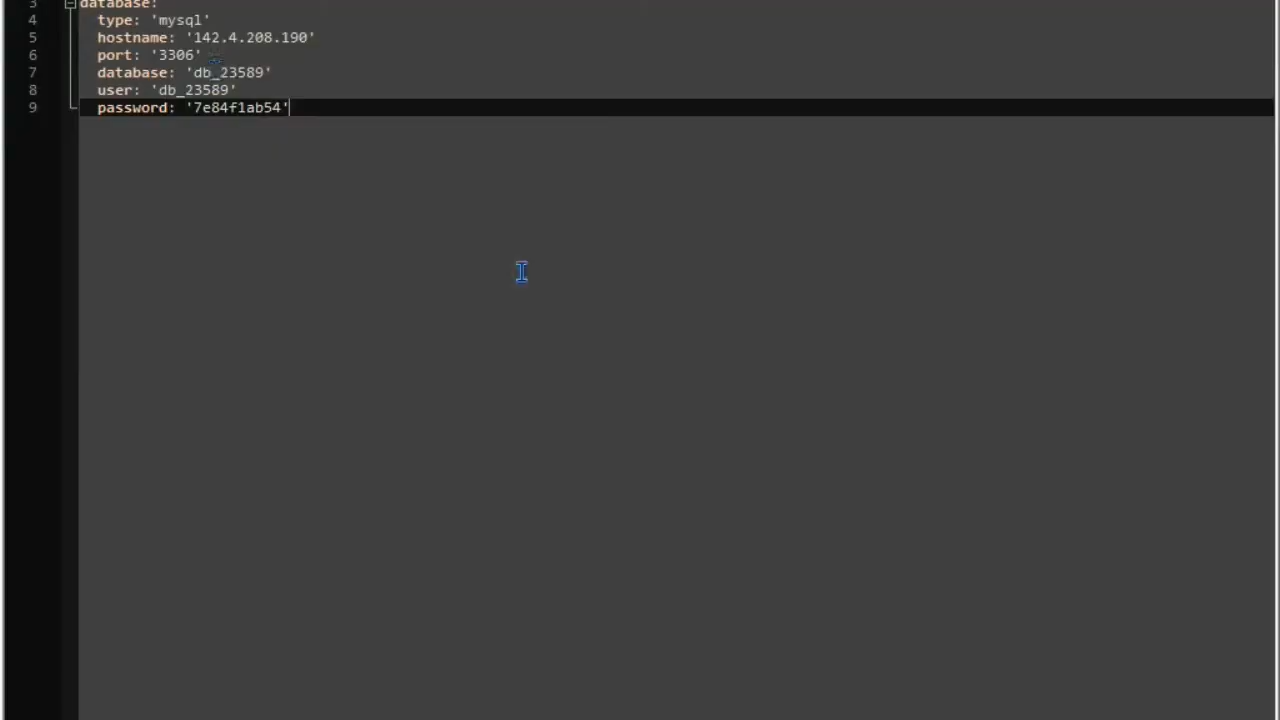 3 database:
4 type: 'mysql'
5 hostname: '142.4.208.190'
6 port: '3306'
7 database: 'db_23589'
8 user: 'db_23589'
9 password: '7e84f1ab54'